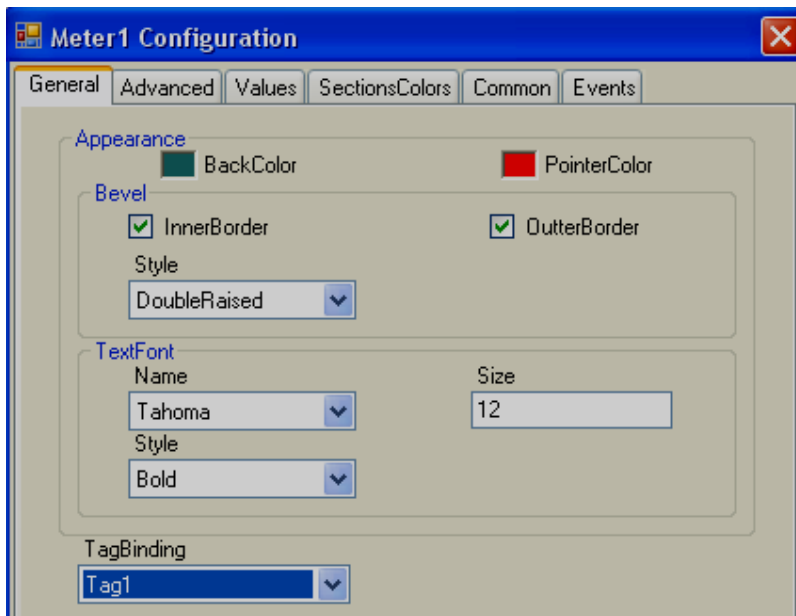 Meter1 Configuration
General Advanced Values SectionsColors Common Events
Appearance
BackColor PointerColor
Bevel
InnerBorder OutterBorder
Style
DoubleRaised
TextFont
Name Size
Tahoma 12
Style
Bold
TagBinding
Tag1